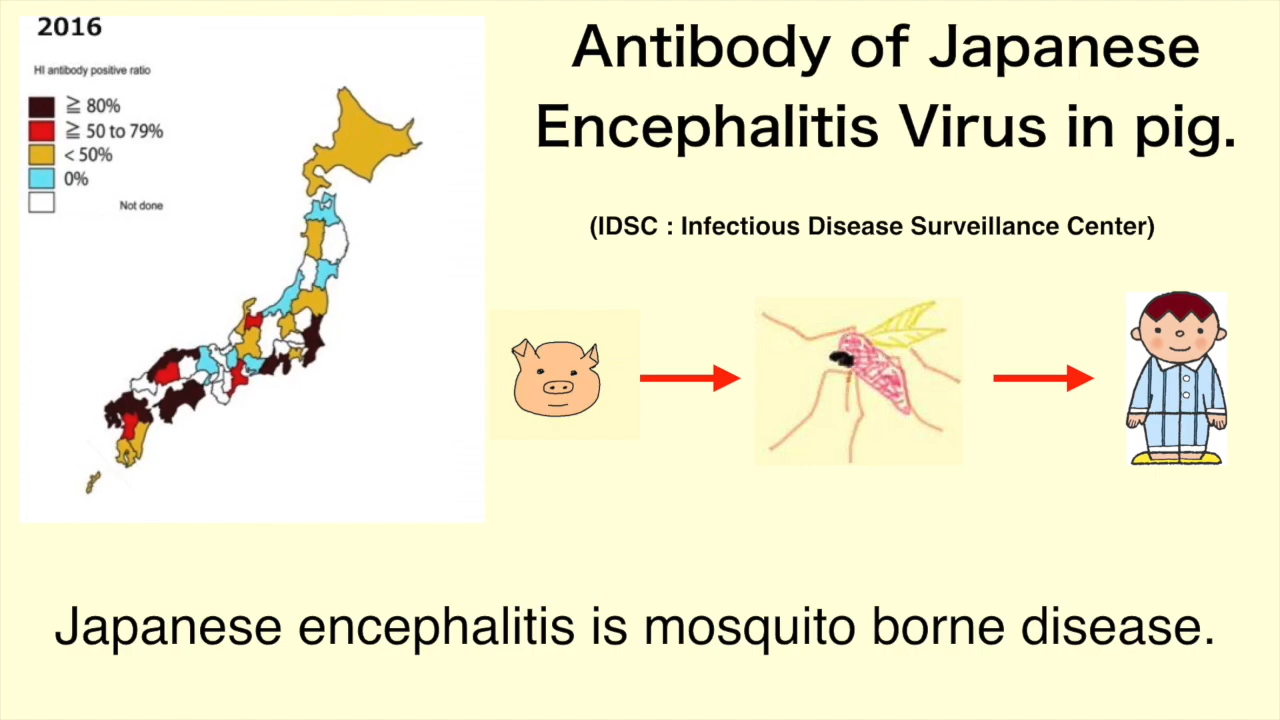 2016
HI antibody positive ratio
≧ 80%
≧ 50 to 79%
< 50%
0%
Not done
Antibody of Japanese
Encephalitis Virus in pig.
(IDSC : Infectious Disease Surveillance Center)
Japanese encephalitis is mosquito borne disease.